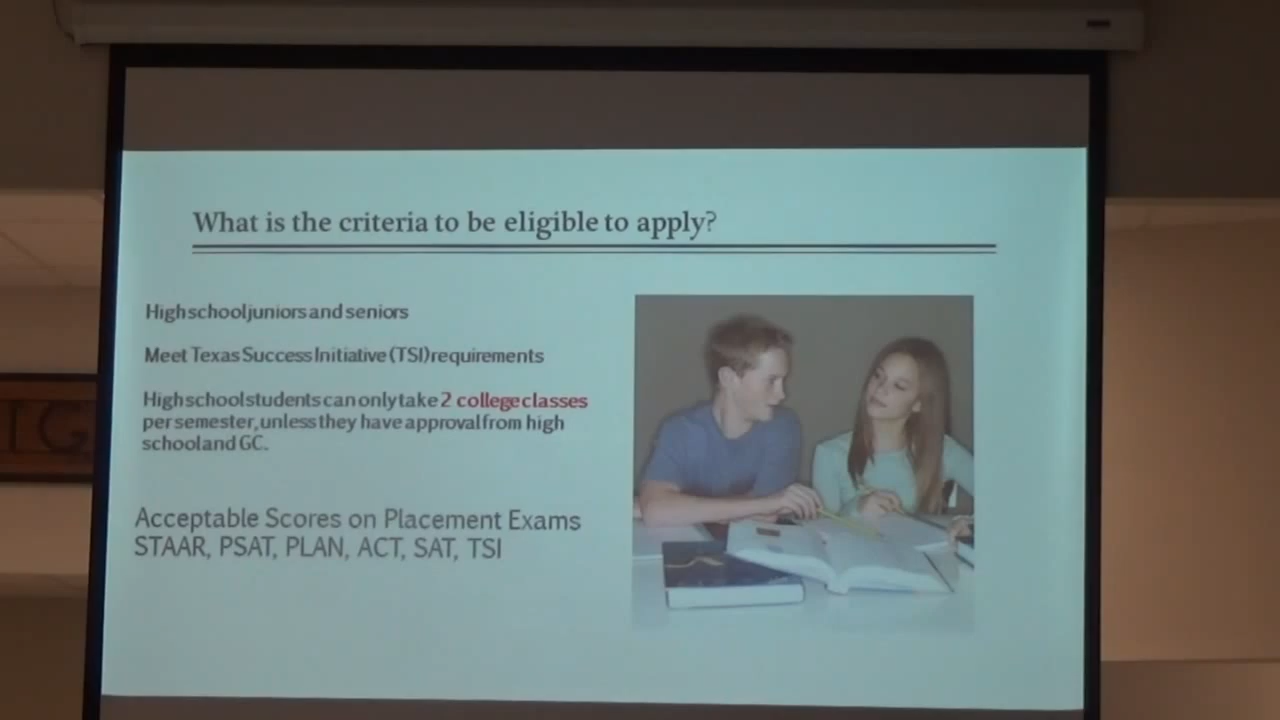 What is the criteria to be eligible to apply?
High school juniors and seniors
Meet Texas Success Initiative (TSI) requirements
High school students can only take 2 college classes
per semester, unless they have approval from high
school and GC.
Acceptable Scores on Placement Exams
STAAR, PSAT, PLAN, ACT, SAT, TSI